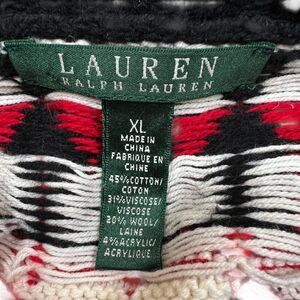 LAUREN
RALPH LAUREN
XL
MADE IN
CHINA
FABRIQUE EN
CHINE
45%COTTON/
COTON
31%VISCOSE/
VISCOSE
20% WOOL/
LAINE
4%ACRYLIC/
ACRYLIQUE